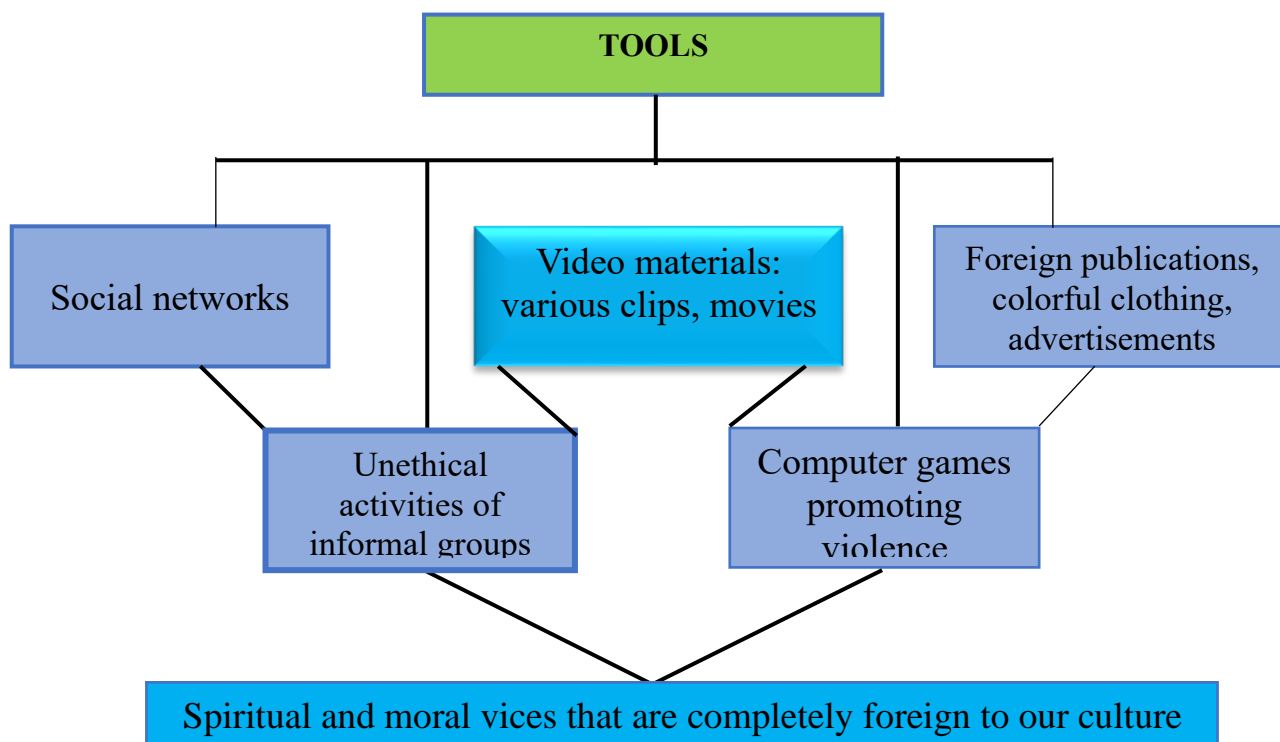 TOOLS
Social networks
Video materials:
various clips, movies
Foreign publications,
colorful clothing,
advertisements
Unethical
activities of
informal groups
Computer games
promoting
violence
Spiritual and moral vices that are completely foreign to our culture